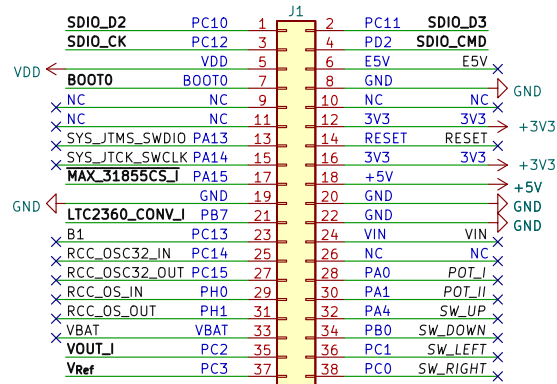 J1
SDIO_D2 PC10 1 2 PC11 SDIO_D3
SDIO_CK PC12 3 4 PD2 SDIO_CMD
VDD VDD 5 6 E5V E5V
BOOT0 BOOT0 7 8 GND GND
NC NC 9 10 NC NC
NC NC 11 12 3V3 3V3 +3V3
SYS_JTMS_SWDIO PA13 13 14 RESET RESET
SYS_JTCK_SWCLK PA14 15 16 3V3 3V3 +3V3
MAX_31855CS_I PA15 17 18 +5V +5V
GND GND 19 20 GND GND
LTC2360_CONV_I PB7 21 22 GND GND
B1 PC13 23 24 VIN VIN
RCC_OSC32_IN PC14 25 26 NC NC
RCC_OSC32_OUT PC15 27 28 PA0 POT_I
RCC_OS_IN PH0 29 30 PA1 POT_II
RCC_OS_OUT PH1 31 32 PA4 SW_UP
VBAT VBAT 33 34 PB0 SW_DOWN
VOUT_I PC2 35 36 PC1 SW_LEFT
VRef PC3 37 38 PC0 SW_RIGHT